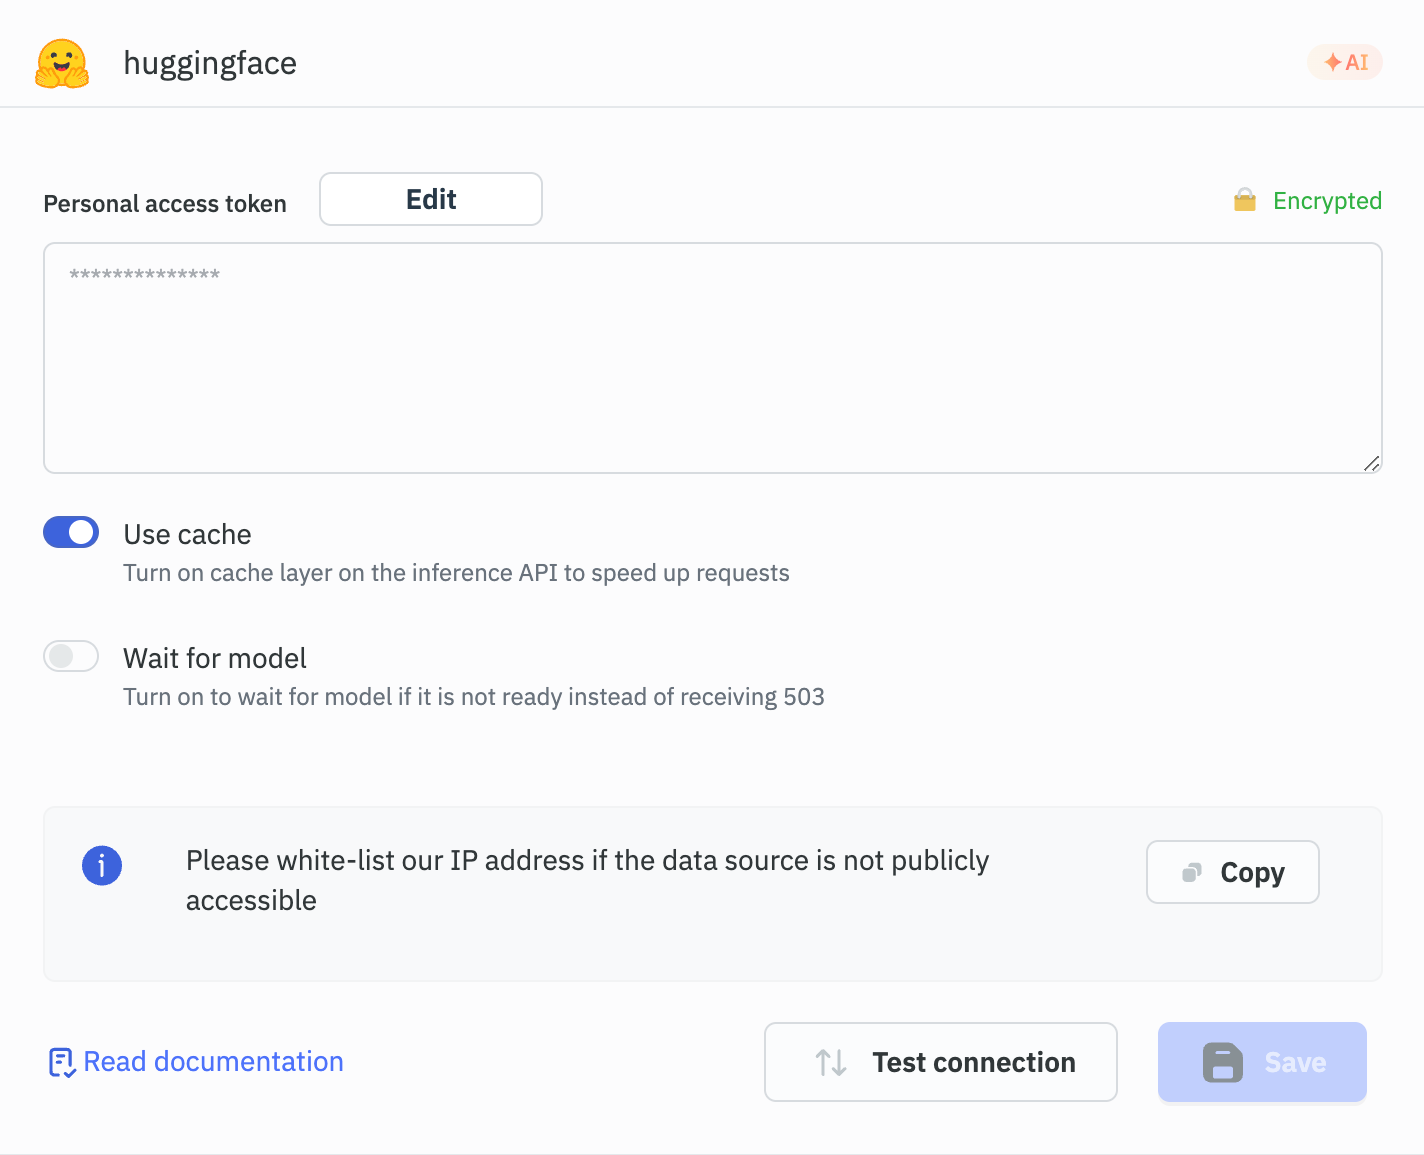 huggingface
AI
Personal access token
Edit
Encrypted
**************
Use cache
Turn on cache layer on the inference API to speed up requests
Wait for model
Turn on to wait for model if it is not ready instead of receiving 503
Please white-list our IP address if the data source is not publicly
accessible
Copy
Read documentation
Test connection
Save